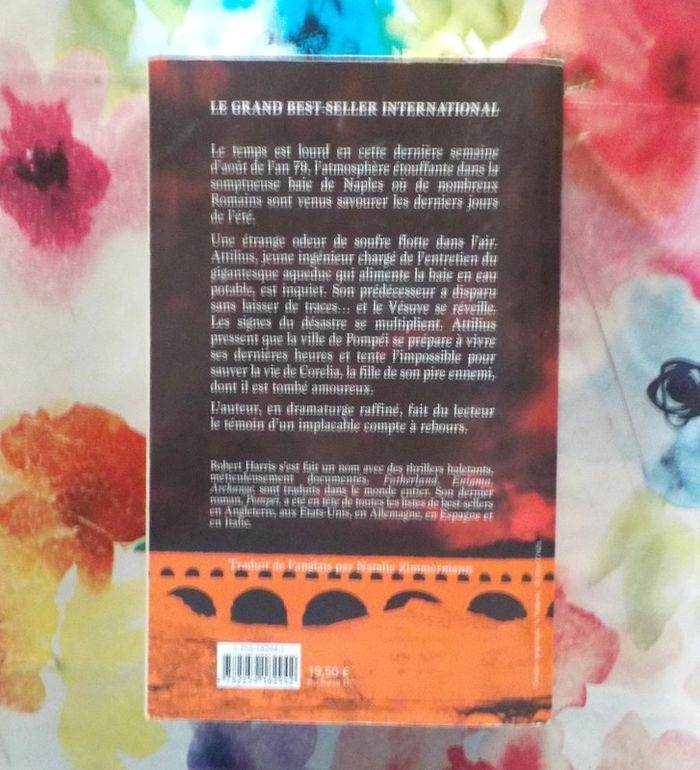 LE GRAND BEST-SELLER INTERNATIONAL
Le temps est lourd en cette dernière semaine
d'août de l'an 79, l'atmosphère étouffante dans la
somptueuse baie de Naples où de nombreux
Romains sont venus savourer les derniers jours
de l'été.
Une étrange odeur de soufre flotte dans l'air.
Attilius, jeune ingénieur chargé de l'entretien du
gigantesque aqueduc qui alimente la baie en eau
potable, est inquiet. Son prédécesseur a disparu
sans laisser de traces... et le Vésuve se réveille.
Les signes du désastre se multiplient. Attilius
pressent que la ville de Pompéi se prépare à vivre
ses dernières heures et tente l'impossible pour
sauver la vie de Corelia, la fille de son pire ennemi,
dont il est tombé amoureux.
L'auteur, en dramaturge raffiné, fait du lecteur
le témoin d'un implacable compte à rebours.
Robert Harris s'est fait un nom avec des thrillers haletants,
méticuleusement documentés. Fatherland, Enigma,
Archange sont traduits dans le monde entier. Son dernier
roman, Pompéi, a été en tête de toutes les listes de best-sellers
en Angleterre, aux États-Unis, en Allemagne, en Espagne et
en Italie.
Traduit de l'anglais par Natalie Zimmermann
19,50 €